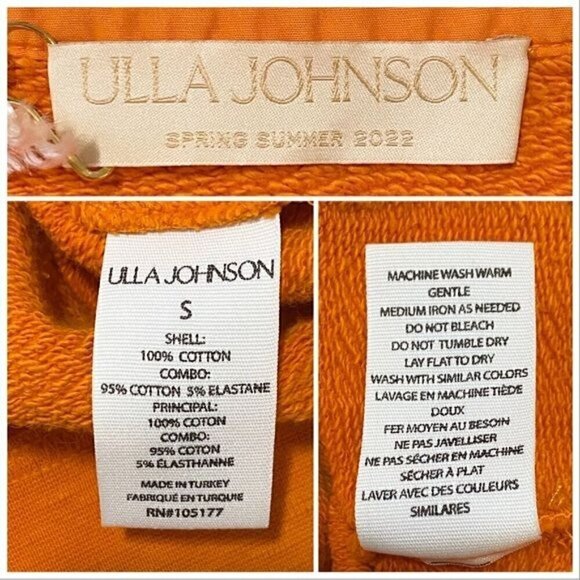 ULLA JOHNSON
SPRING SUMMER 2022
ULLA JOHNSON
S
SHELL:
100% COTTON
COMBO:
95% COTTON 5% ELASTANE
PRINCIPAL:
100% COTON
COMBO:
95% COTON
5% ÉLASTHANNE
MADE IN TURKEY
FABRIQUÉ EN TURQUIE
RN#105177
MACHINE WASH WARM
GENTLE
MEDIUM IRON AS NEEDED
DO NOT BLEACH
DO NOT TUMBLE DRY
LAY FLAT TO DRY
WASH WITH SIMILAR COLORS
LAVAGE EN MACHINE TIÈDE
DOUX
FER MOYEN AU BESOIN
NE PAS JAVELLISER
NE PAS SÉCHER EN MACHINE
SÉCHER À PLAT
LAVER AVEC DES COULEURS
SIMILAIRES